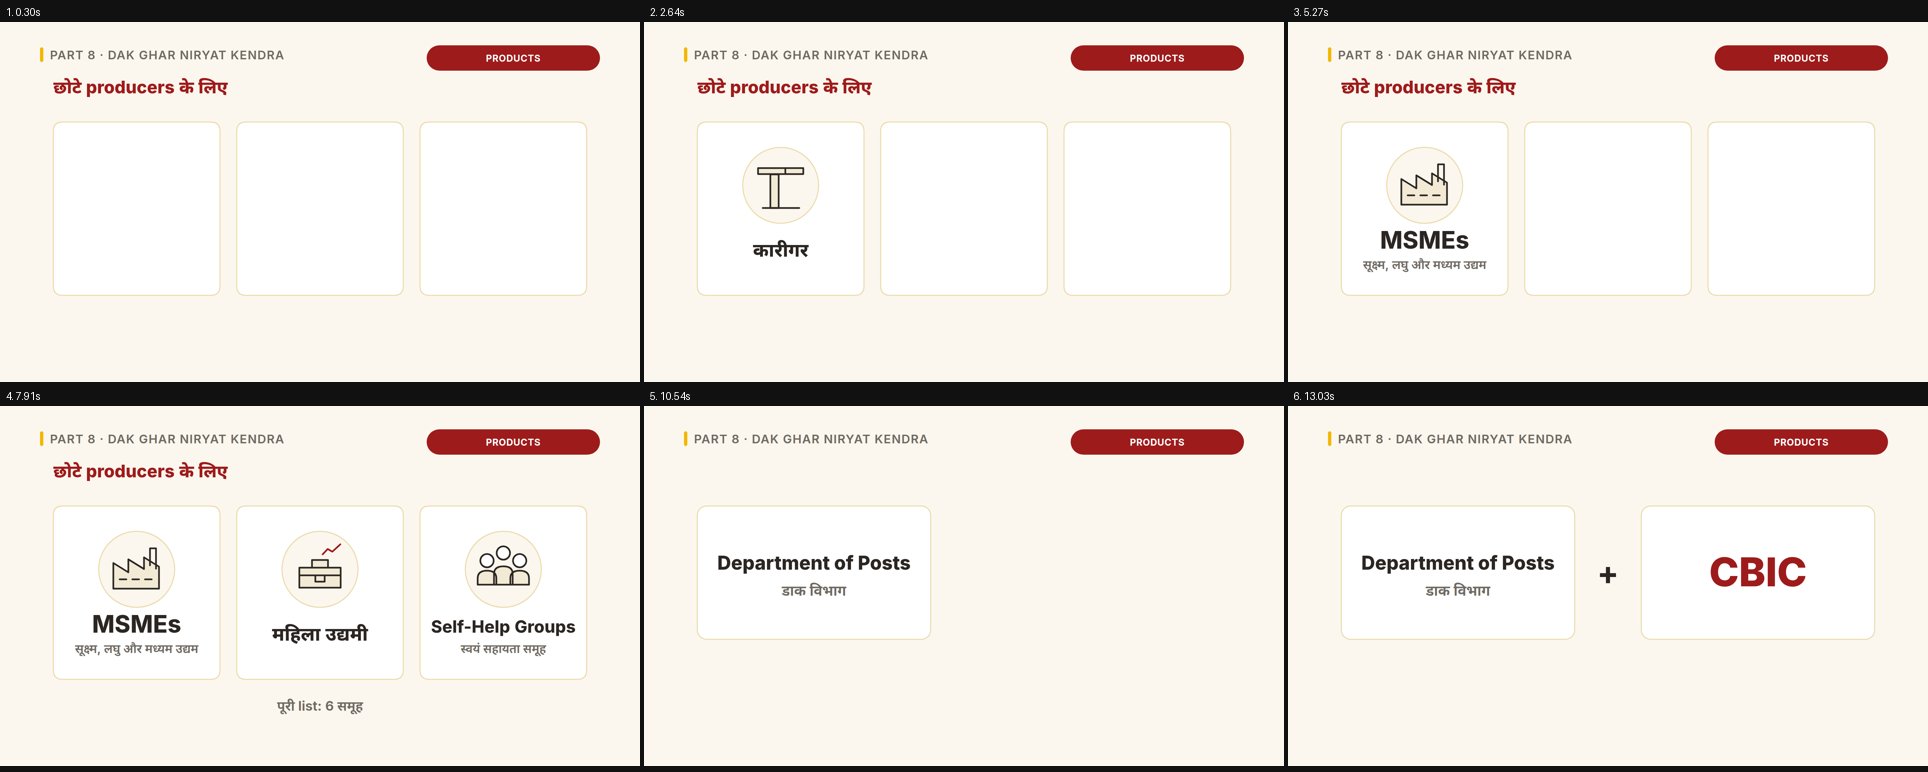 1. 0.30s
PART 8 · DAK GHAR NIRYAT KENDRA
PRODUCTS
छोटे producers के लिए
2. 2.64s
PART 8 · DAK GHAR NIRYAT KENDRA
PRODUCTS
छोटे producers के लिए
कारीगर
3. 5.27s
PART 8 · DAK GHAR NIRYAT KENDRA
PRODUCTS
छोटे producers के लिए
MSMEs
सूक्ष्म, लघु और मध्यम उद्यम
4. 7.91s
PART 8 · DAK GHAR NIRYAT KENDRA
PRODUCTS
छोटे producers के लिए
MSMEs
सूक्ष्म, लघु और मध्यम उद्यम
महिला उद्यमी
Self-Help Groups
स्वयं सहायता समूह
पूरी list: 6 समूह
5. 10.54s
PART 8 · DAK GHAR NIRYAT KENDRA
PRODUCTS
Department of Posts
डाक विभाग
6. 13.03s
PART 8 · DAK GHAR NIRYAT KENDRA
PRODUCTS
Department of Posts
डाक विभाग
+
CBIC